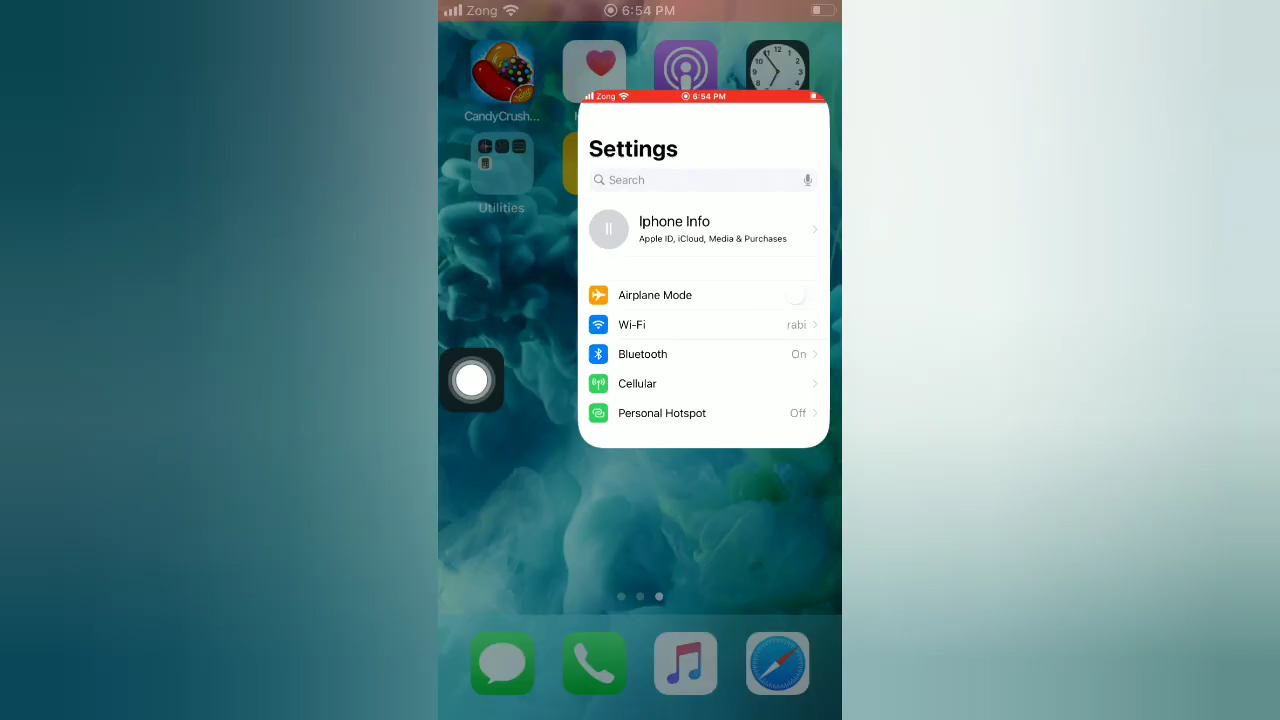 Zong 6:54 PM
CandyCrush...
Utilities
Zong 6:54 PM
Settings
Search
II
Iphone Info
Apple ID, iCloud, Media & Purchases
Airplane Mode
Wi-Fi rabi
Bluetooth On
Cellular
Personal Hotspot Off